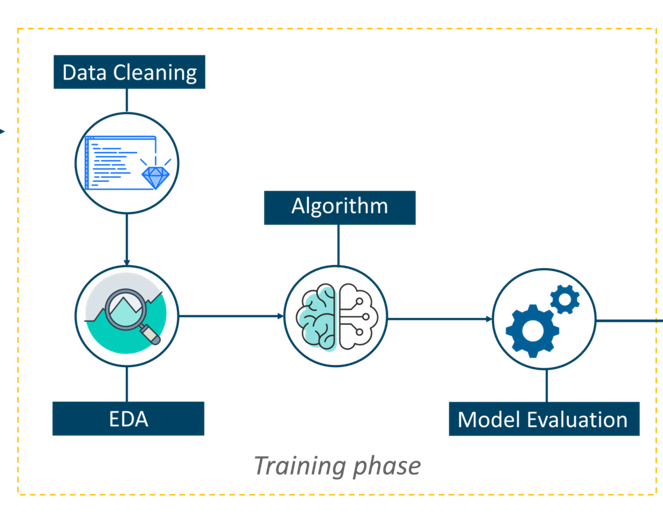 Data Cleaning
Algorithm
EDA
Model Evaluation
Training phase